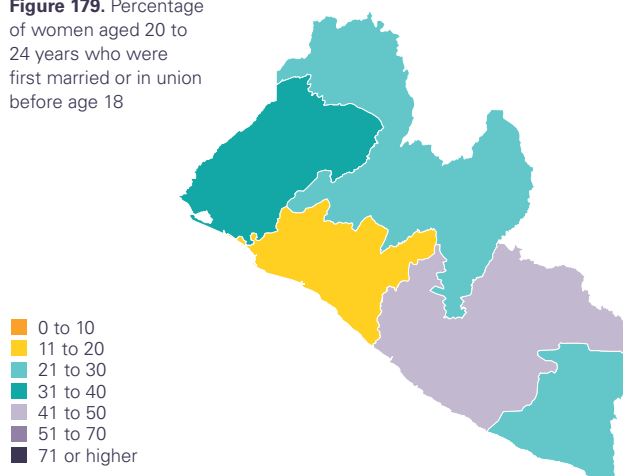 Figure 179. Percentage
of women aged 20 to
24 years who were
first married or in union
before age 18
0 to 10
11 to 20
21 to 30
31 to 40
41 to 50
51 to 70
71 or higher